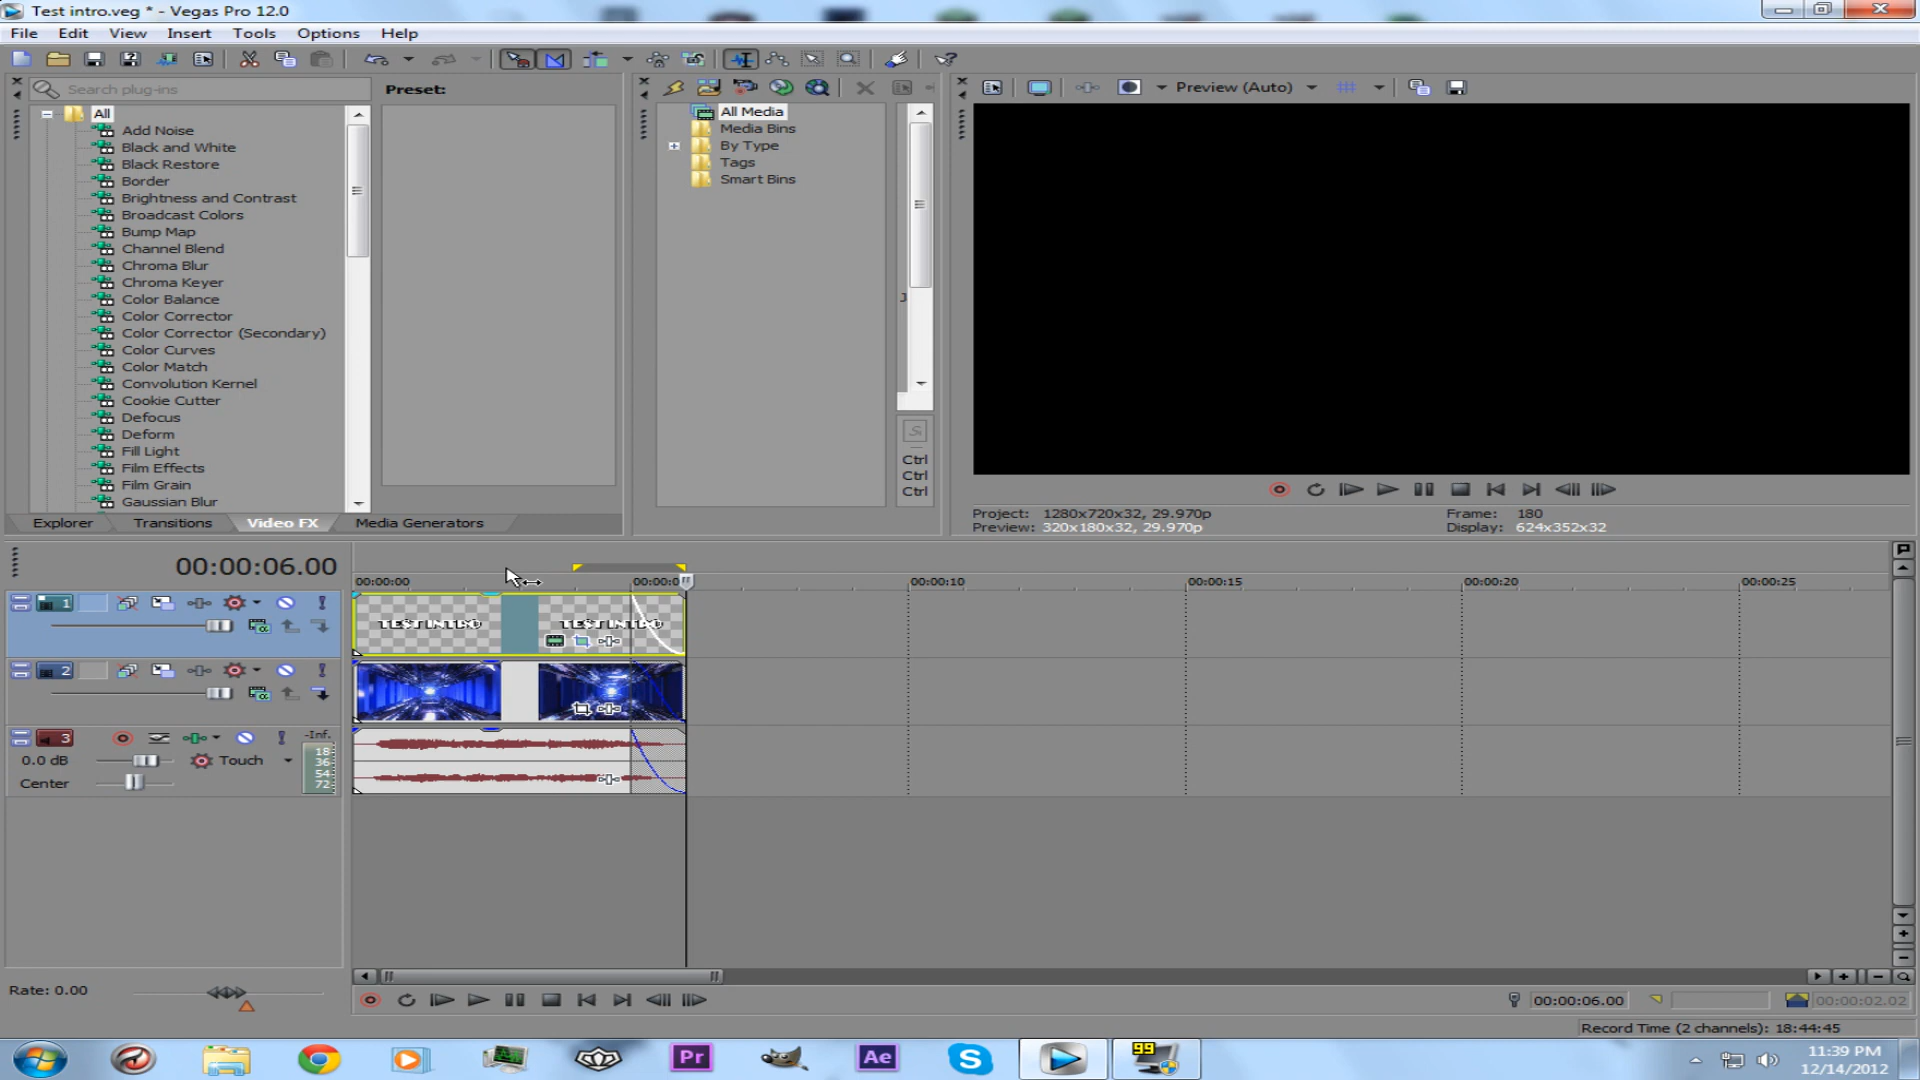 Test intro.veg * - Vegas Pro 12.0
File Edit View Insert Tools Options Help
Search plug-ins
Preset:
Preview (Auto)
All
Add Noise
Black and White
Black Restore
Border
Brightness and Contrast
Broadcast Colors
Bump Map
Channel Blend
Chroma Blur
Chroma Keyer
Color Balance
Color Corrector
Color Corrector (Secondary)
Color Curves
Color Match
Convolution Kernel
Cookie Cutter
Defocus
Deform
Fill Light
Film Effects
Film Grain
Gaussian Blur
All Media
Media Bins
By Type
Tags
Smart Bins
Ctrl
Ctrl
Ctrl
Explorer Transitions Video FX Media Generators
Project: 1280x720x32, 29.970p
Preview: 320x180x32, 29.970p
Frame: 180
Display: 624x352x32
00:00:06.00
00:00:00 00:00:0 00:00:10 00:00:15 00:00:20 00:00:25
1
TEST INTRO TEST INTRO
2
3
-Inf.
18
36
54
72
0.0 dB
Touch
Center
Rate: 0.00
00:00:06.00
00:00:02.02
Record Time (2 channels): 18:44:45
Pr
Ae
S
99
11:39 PM
12/14/2012